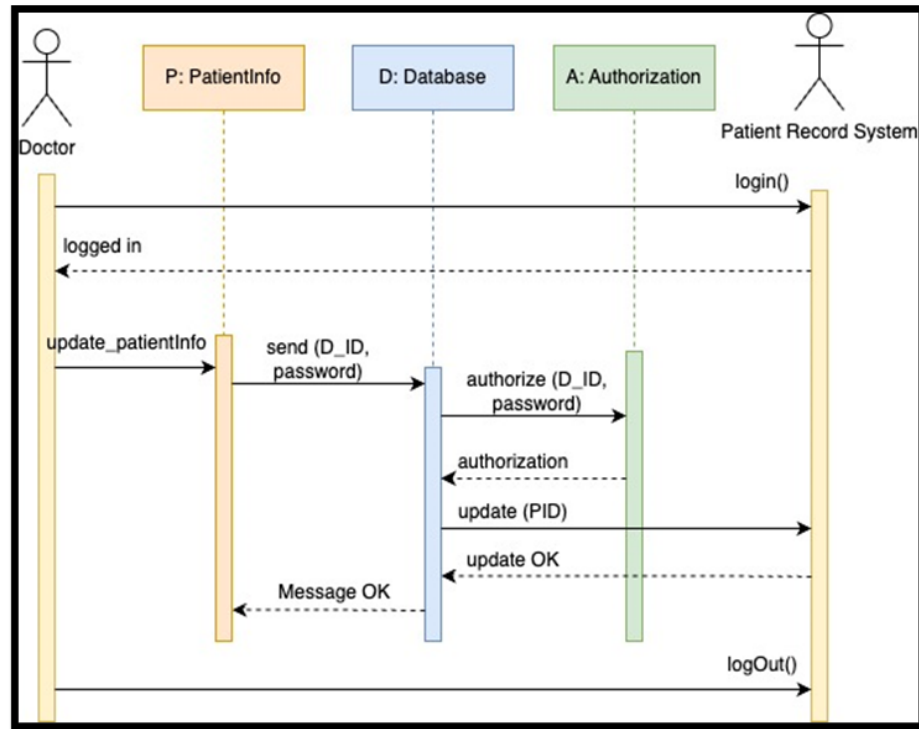 P: PatientInfo
D: Database
A: Authorization
Doctor
Patient Record System
login()
logged in
update_patientInfo
send (D_ID,
password)
authorize (D_ID,
password)
authorization
update (PID)
update OK
Message OK
logOut()